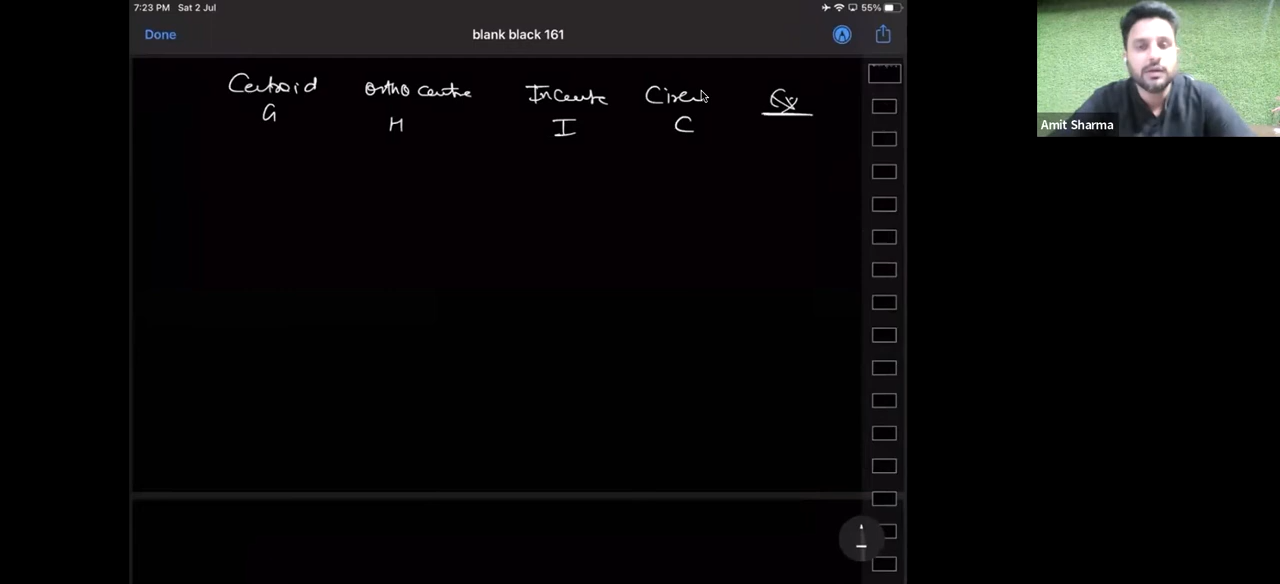 7:23 PM Sat 2 Jul 55%
Done blank black 161
Centroid Ortho Centre Incentre Circu Ex
G H I C
Amit Sharma